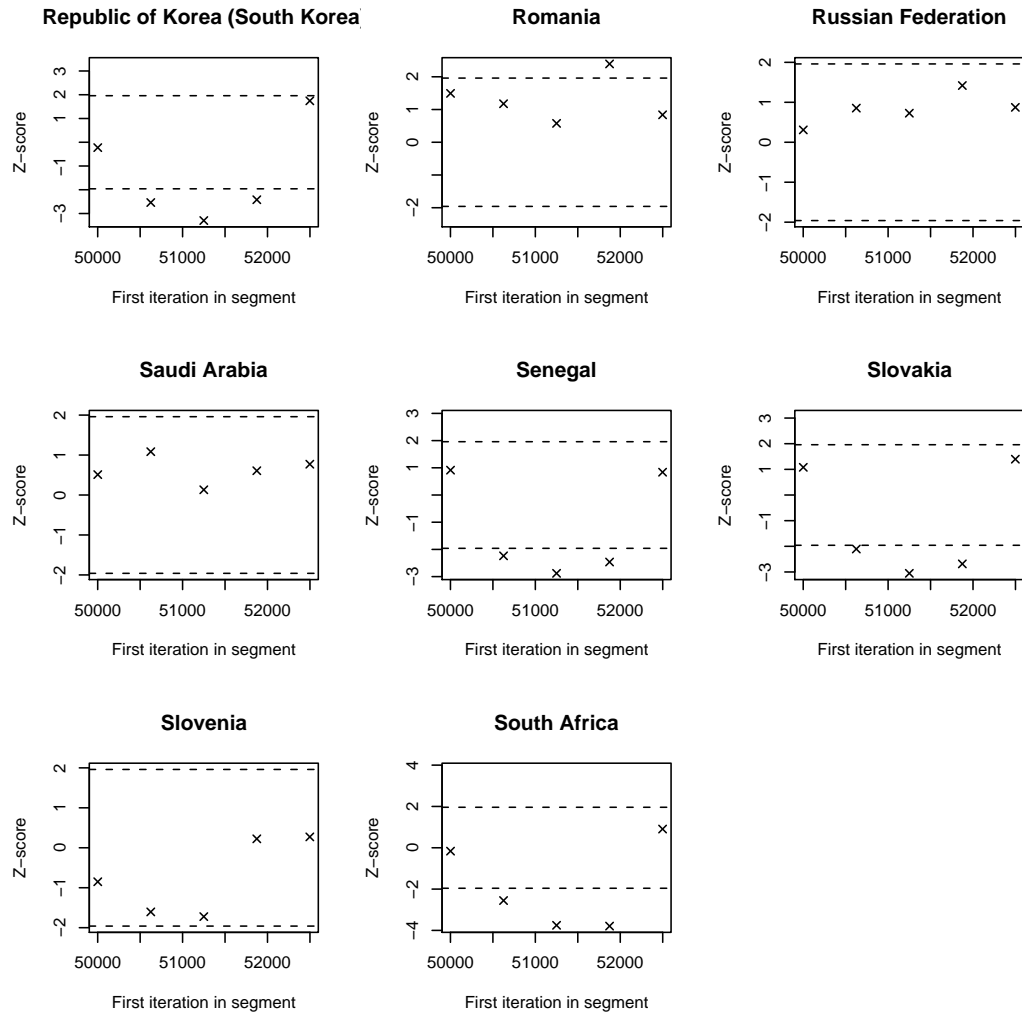 Republic of Korea (South Korea)
Z−score
3
2
1
−1
−3
50000 51000 52000
First iteration in segment
Romania
Z−score
2
1
0
−2
50000 51000 52000
First iteration in segment
Russian Federation
Z−score
2
1
0
−2
50000 51000 52000
First iteration in segment
Saudi Arabia
Z−score
2
1
0
−1
−2
50000 51000 52000
First iteration in segment
Senegal
Z−score
3
2
1
−1
−3
50000 51000 52000
First iteration in segment
Slovakia
Z−score
3
2
1
−1
−3
50000 51000 52000
First iteration in segment
Slovenia
Z−score
2
1
0
−1
−2
50000 51000 52000
First iteration in segment
South Africa
Z−score
4
2
0
−2
−4
50000 51000 52000
First iteration in segment